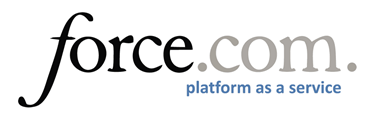 force.com.
platform as a service